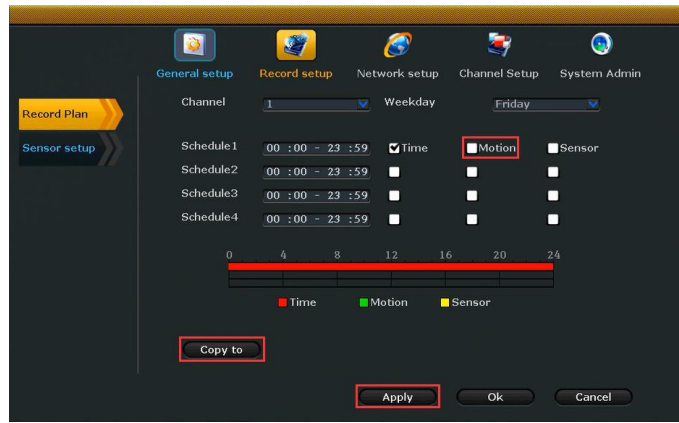 General setup Record setup Network setup Channel Setup System Admin
Record Plan
Sensor setup
Channel 1 Weekday Friday
Schedule1 00 :00 - 23 :59 Time Motion Sensor
Schedule2 00 :00 - 23 :59
Schedule3 00 :00 - 23 :59
Schedule4 00 :00 - 23 :59
0 4 8 12 16 20 24
Time Motion Sensor
Copy to
Apply Ok Cancel